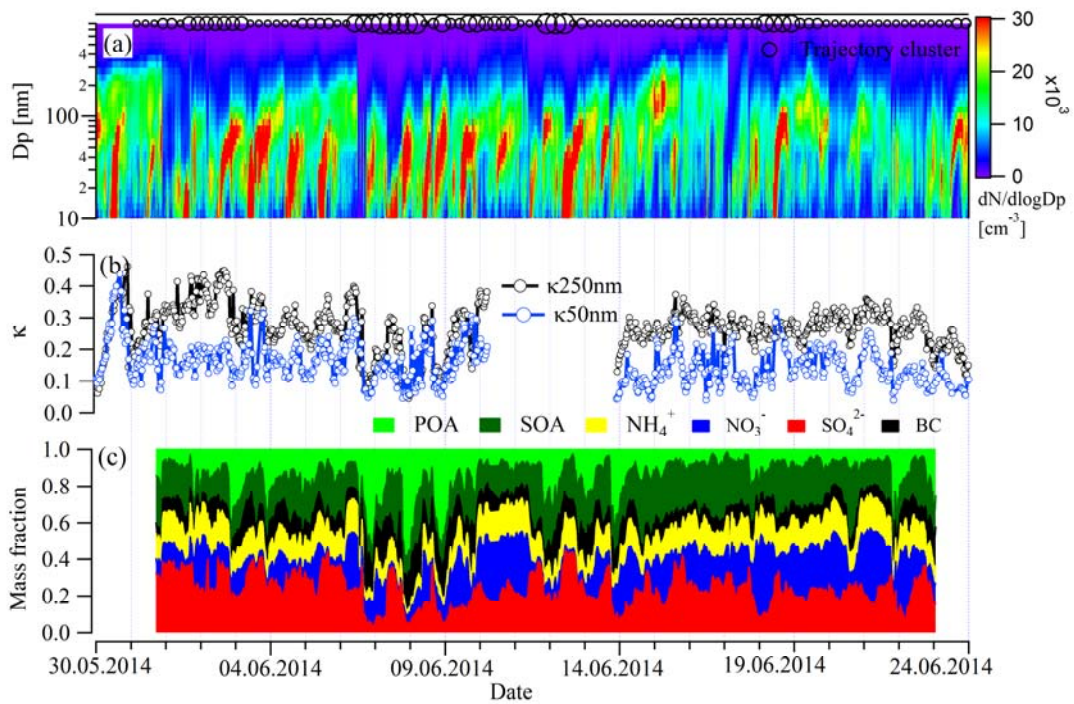 (a)
Trajectory cluster
Dp [nm]
4
2
100
4
2
10
30
20
10
0
x10³
dN/dlogDp
[cm⁻³]
(b)
κ
0.5
0.4
0.3
0.2
0.1
0.0
κ250nm
κ50nm
POA SOA NH₄⁺ NO₃⁻ SO₄²⁻ BC
(c)
Mass fraction
1.0
0.8
0.6
0.4
0.2
0.0
30.05.2014 04.06.2014 09.06.2014 14.06.2014 19.06.2014 24.06.2014
Date